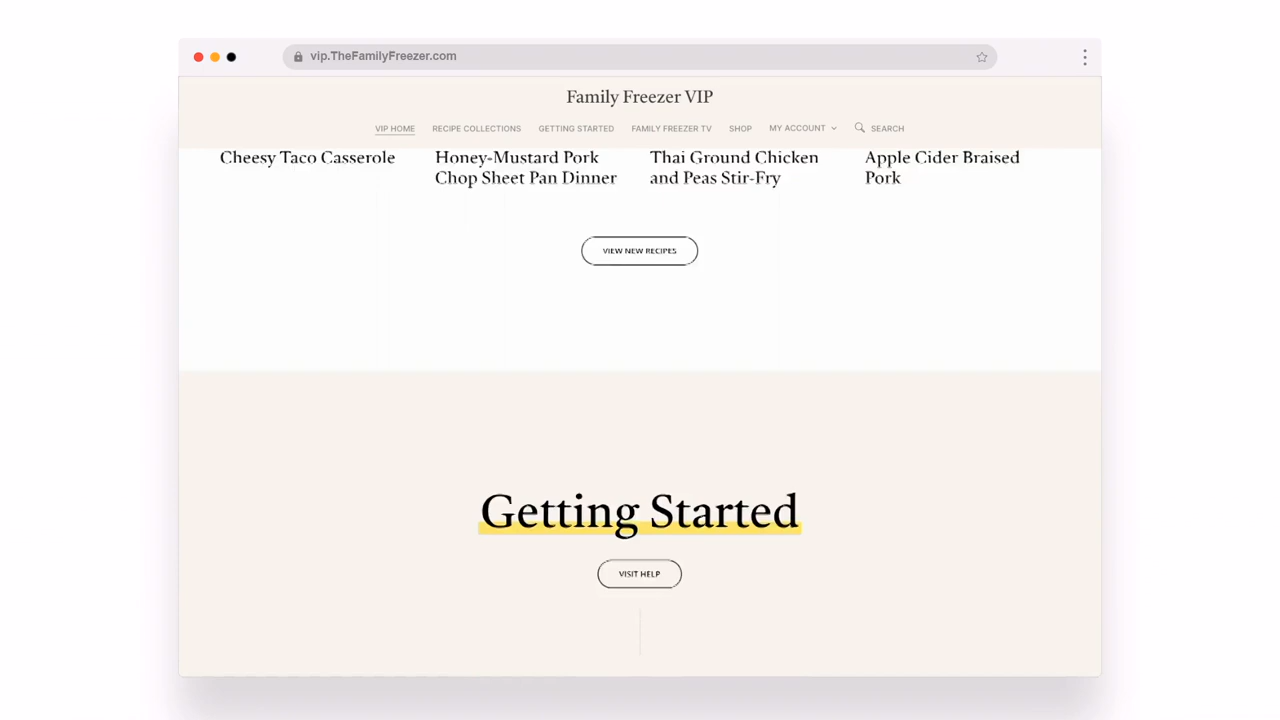 vip.TheFamilyFreezer.com
Family Freezer VIP
VIP HOME RECIPE COLLECTIONS GETTING STARTED FAMILY FREEZER TV SHOP MY ACCOUNT SEARCH
Cheesy Taco Casserole
Honey-Mustard Pork
Chop Sheet Pan Dinner
Thai Ground Chicken
and Peas Stir-Fry
Apple Cider Braised
Pork
VIEW NEW RECIPES
Getting Started
VISIT HELP